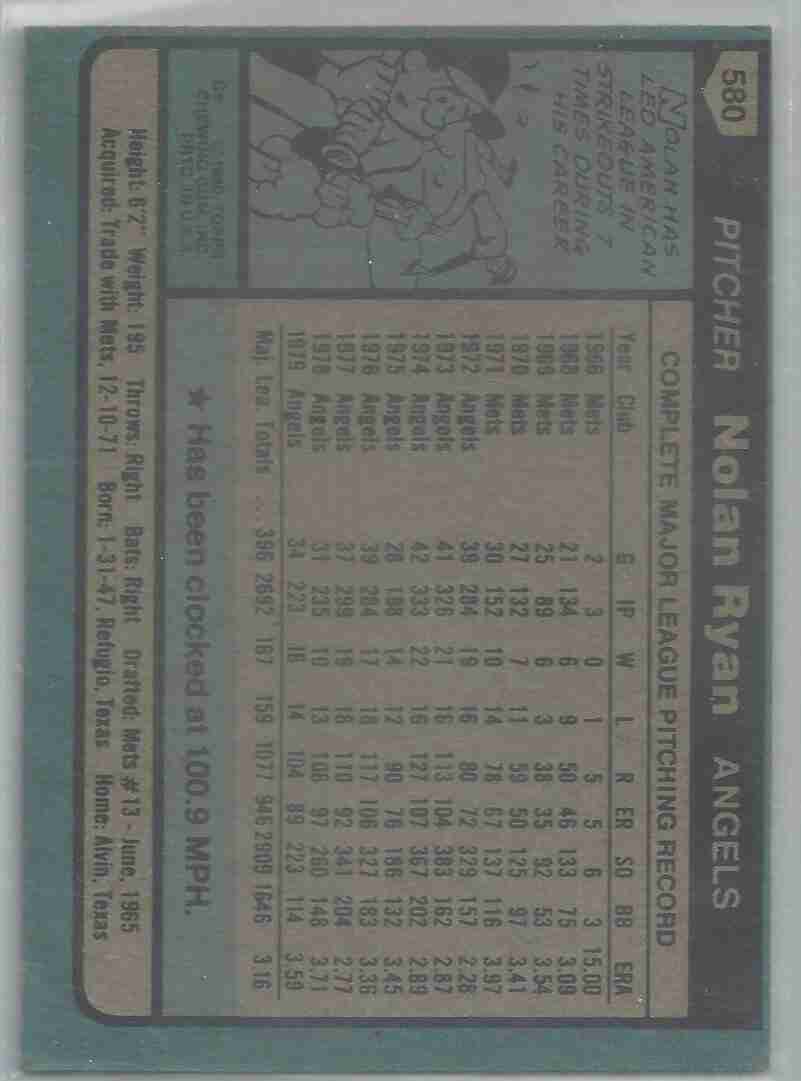 580 PITCHER Nolan Ryan ANGELS
NOLAN HAS
LED AMERICAN
LEAGUE IN
STRIKEOUTS 7
TIMES DURING
HIS CAREER
COMPLETE MAJOR LEAGUE PITCHING RECORD
Year Club G IP W L R ER SO BB ERA
1966 Mets 2 3 0 1 5 5 6 3 15.00
1968 Mets 21 134 6 9 50 46 133 75 3.09
1969 Mets 25 89 6 3 38 35 92 53 3.54
1970 Mets 27 132 7 11 59 50 125 97 3.41
1971 Mets 30 152 10 14 78 67 137 116 3.97
1972 Angels 39 284 19 16 80 72 329 157 2.28
1973 Angels 41 326 21 16 113 104 383 162 2.87
1974 Angels 42 333 22 16 127 107 367 202 2.89
1975 Angels 28 198 14 12 90 76 186 132 3.45
1976 Angels 39 284 17 18 117 106 327 183 3.36
1977 Angels 37 299 19 16 110 92 341 204 2.77
1978 Angels 31 235 10 13 106 97 260 148 3.71
1979 Angels 34 223 16 14 104 89 223 114 3.59
Maj. Lea. Totals ... 396 2692 167 159 1077 946 2909 1646 3.16
★ Has been clocked at 100.9 MPH.
© 1980 TOPPS
CHEWING GUM, INC.
PRTD. IN U.S.A.
Height: 6'2" Weight: 195 Throws: Right Bats: Right Drafted: Mets #13 - June, 1965
Acquired: Trade with Mets, 12-10-71 Born: 1-31-47, Refugio, Texas Home: Alvin, Texas